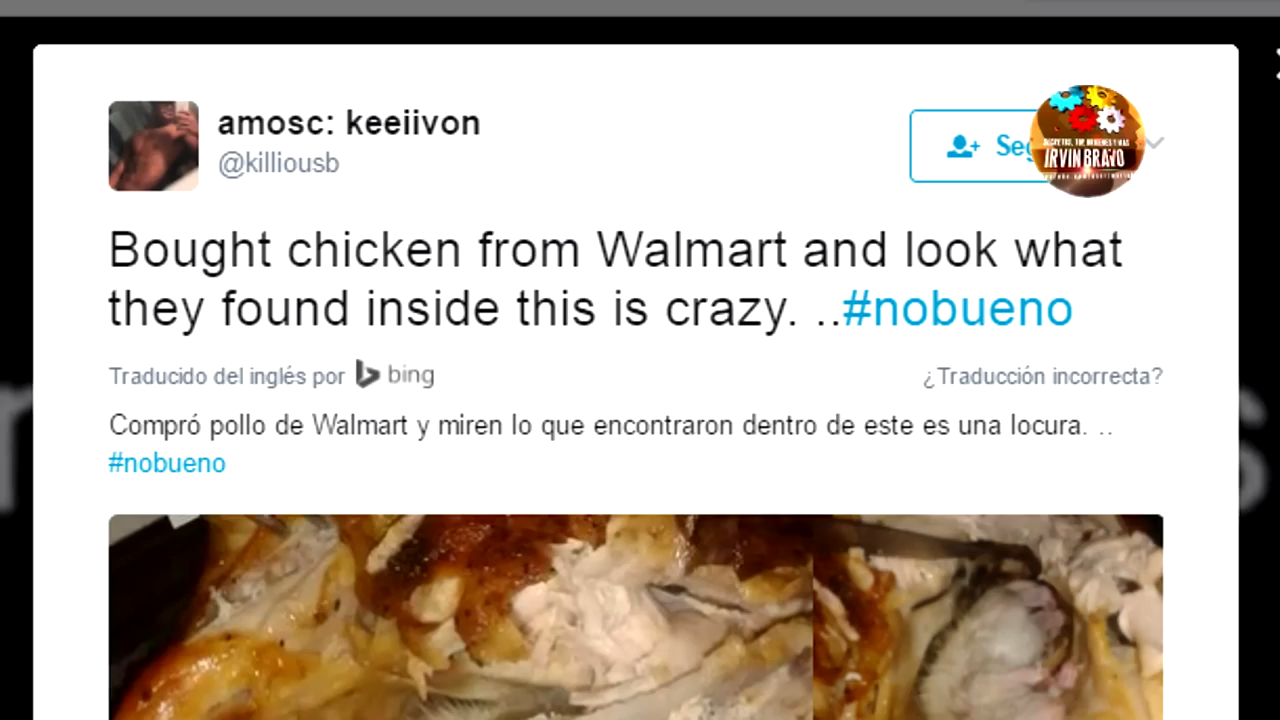 amosc: keeiivon
@killiousb
Seg
IRVIN BRAVO
Bought chicken from Walmart and look what
they found inside this is crazy. ..#nobueno
Traducido del inglés por bing
¿Traducción incorrecta?
Compró pollo de Walmart y miren lo que encontraron dentro de este es una locura. ..
#nobueno